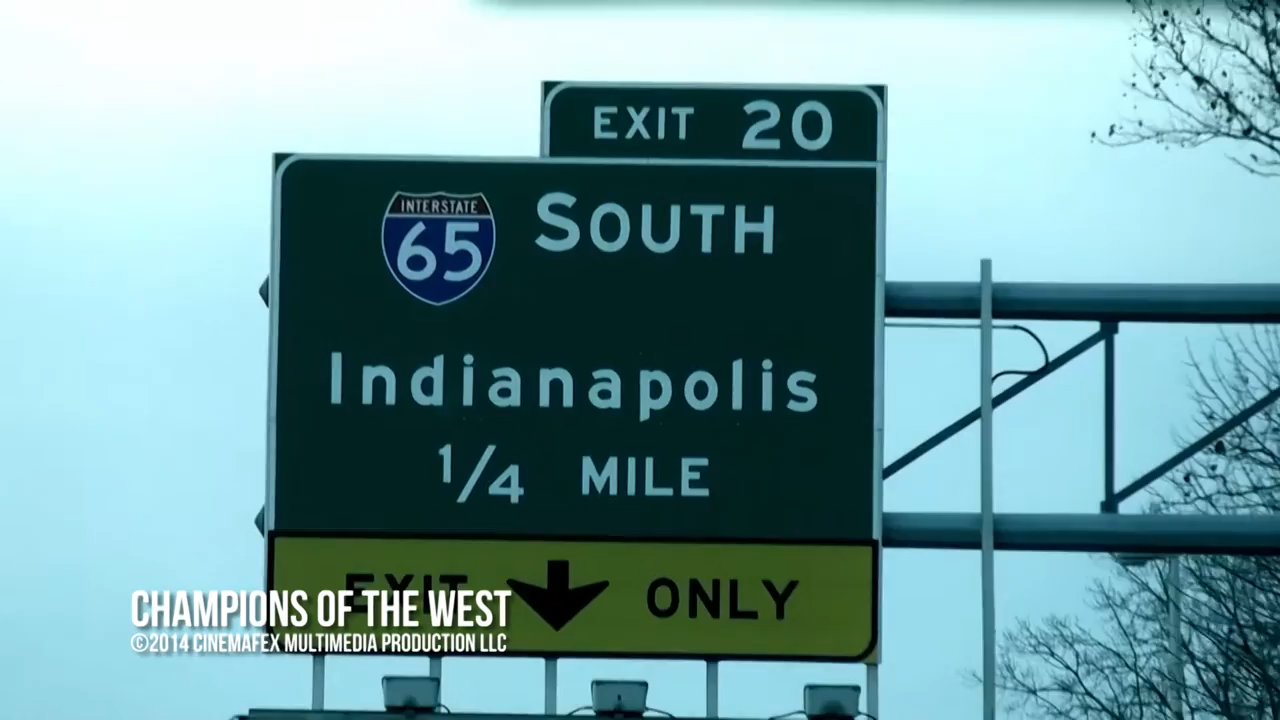 EXIT 20
INTERSTATE
65 SOUTH
Indianapolis
1/4 MILE
EXIT ONLY
CHAMPIONS OF THE WEST
©2014 CINEMAFEX MULTIMEDIA PRODUCTION LLC